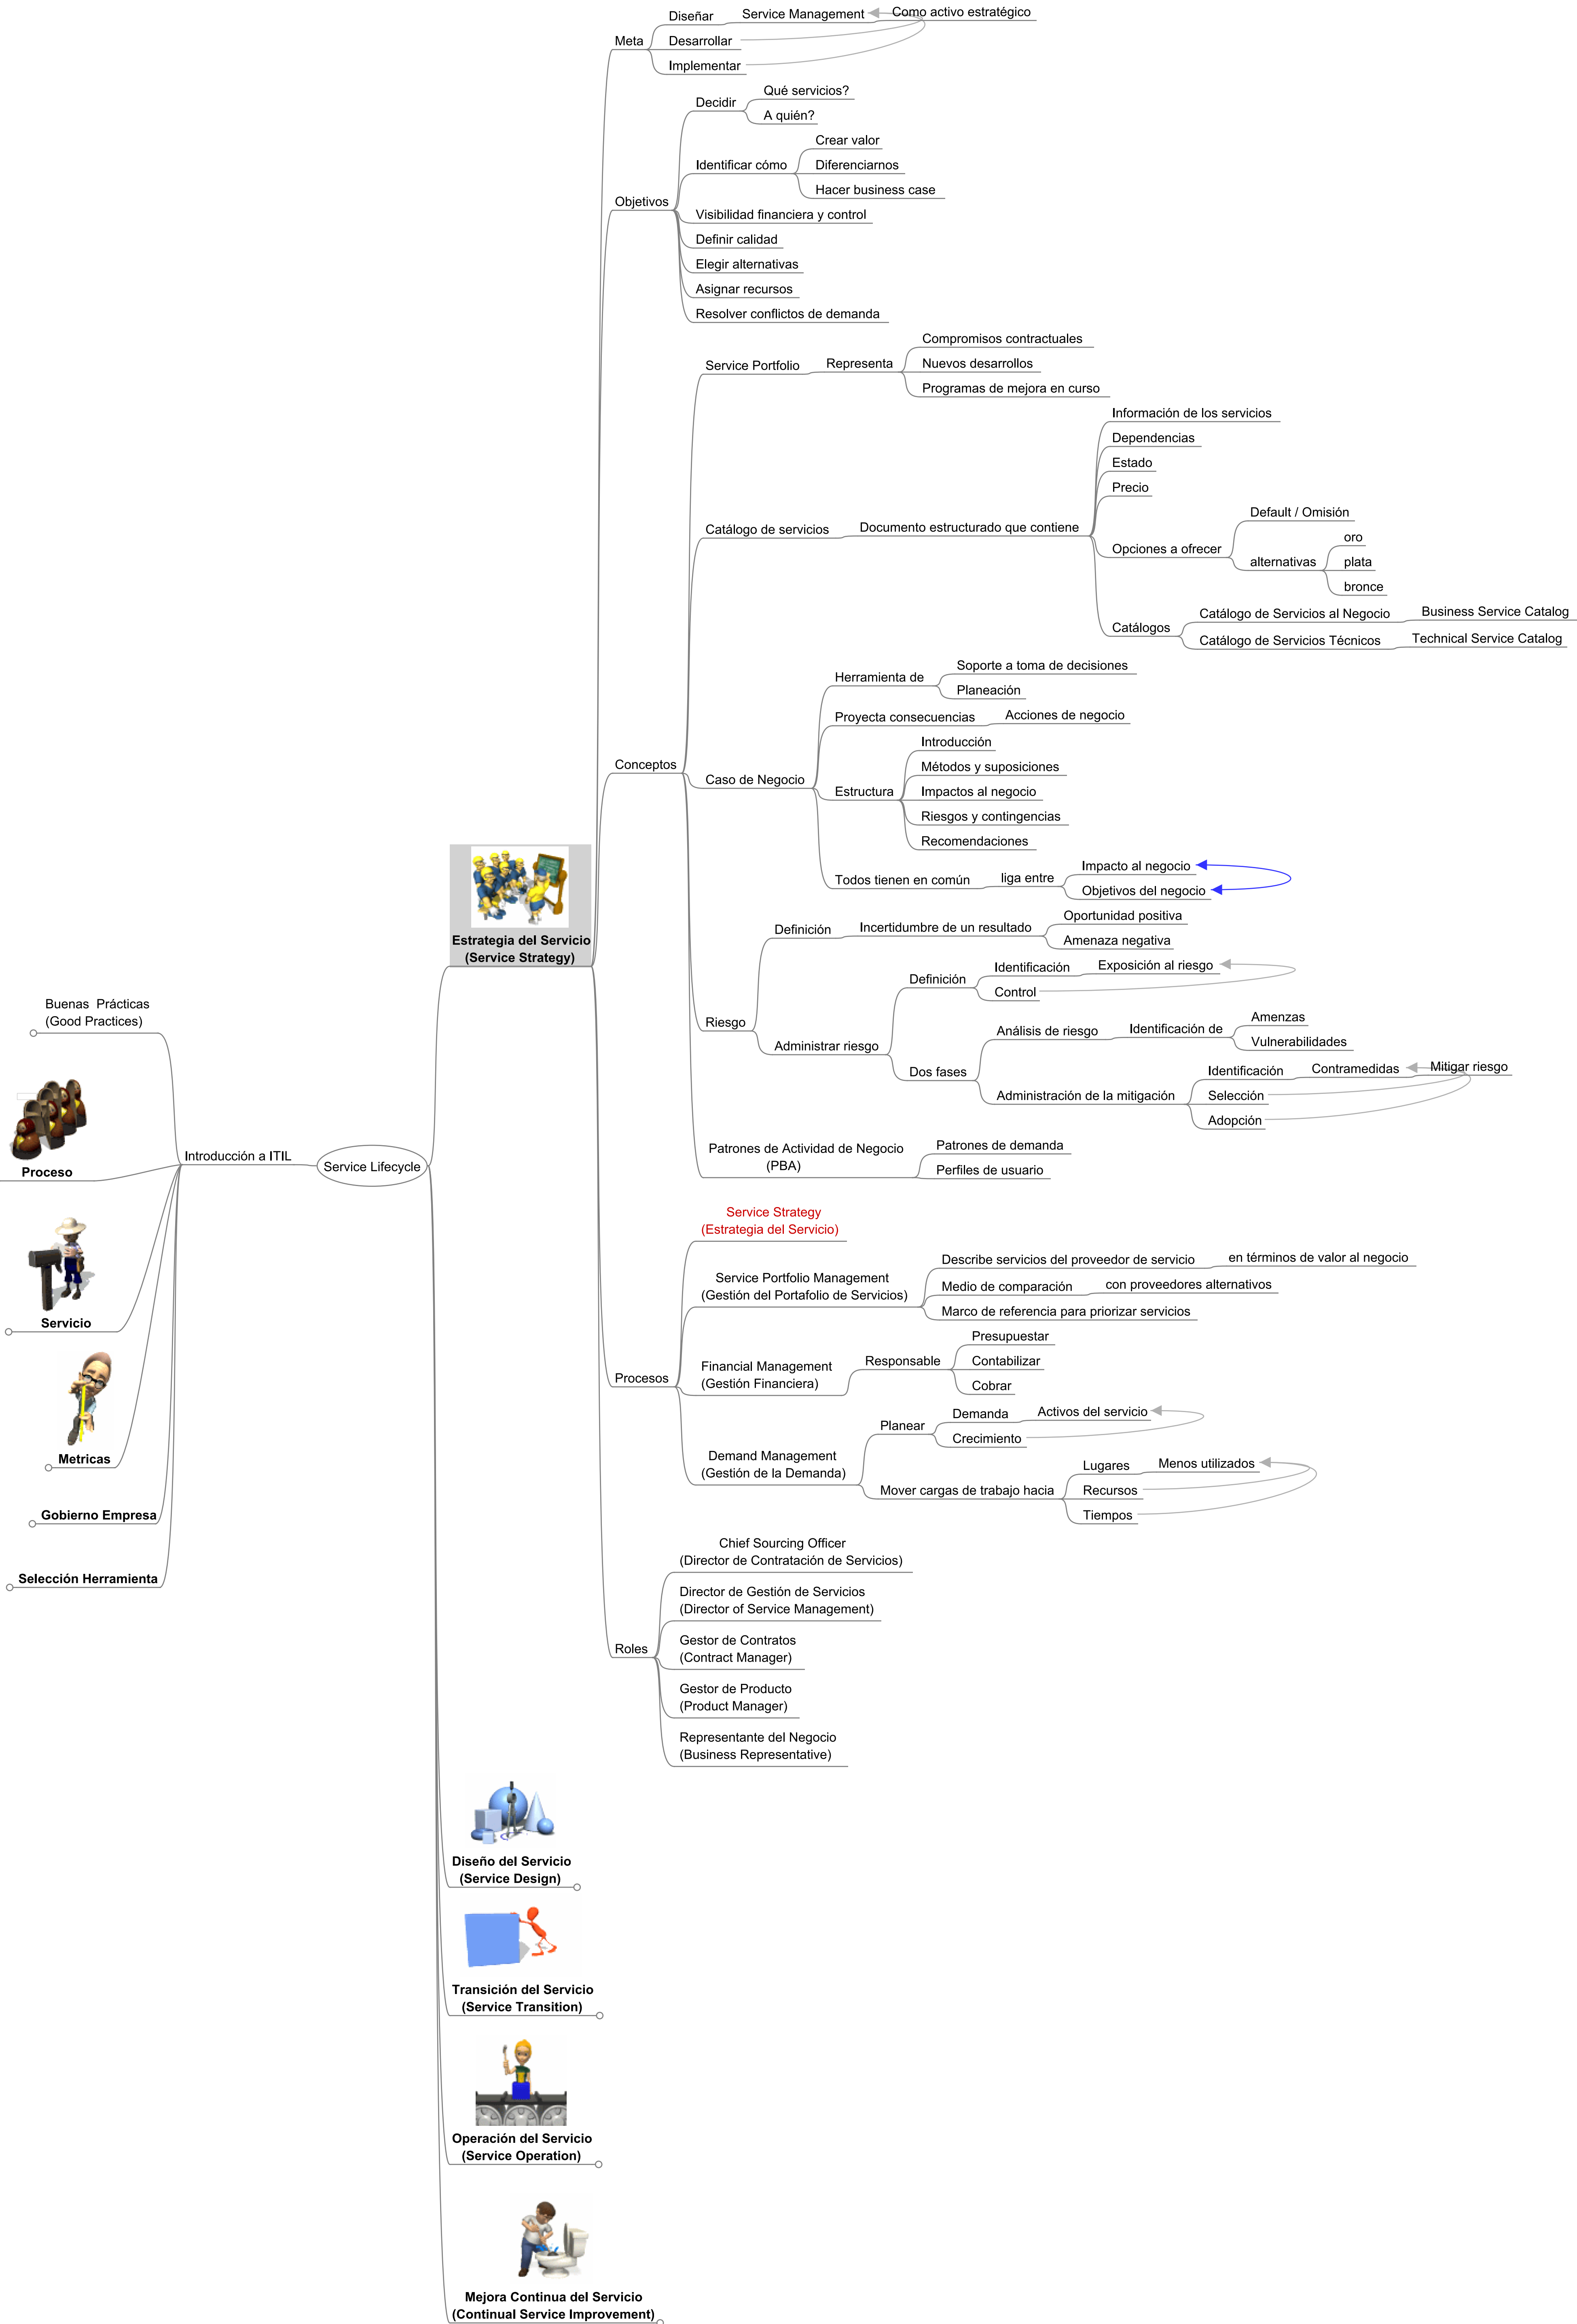 Meta
Diseñar
Service Management
Como activo estratégico
Desarrollar
Implementar
Objetivos
Decidir
Qué servicios?
A quién?
Identificar cómo
Crear valor
Diferenciarnos
Hacer business case
Visibilidad financiera y control
Definir calidad
Elegir alternativas
Asignar recursos
Resolver conflictos de demanda
Conceptos
Service Portfolio
Representa
Compromisos contractuales
Nuevos desarrollos
Programas de mejora en curso
Catálogo de servicios
Documento estructurado que contiene
Información de los servicios
Dependencias
Estado
Precio
Opciones a ofrecer
Default / Omisión
alternativas
oro
plata
bronce
Catálogos
Catálogo de Servicios al Negocio
Business Service Catalog
Catálogo de Servicios Técnicos
Technical Service Catalog
Caso de Negocio
Herramienta de
Soporte a toma de decisiones
Planeación
Proyecta consecuencias
Acciones de negocio
Estructura
Introducción
Métodos y suposiciones
Impactos al negocio
Riesgos y contingencias
Recomendaciones
Todos tienen en común
liga entre
Impacto al negocio
Objetivos del negocio
Riesgo
Definición
Incertidumbre de un resultado
Oportunidad positiva
Amenaza negativa
Administrar riesgo
Definición
Identificación
Exposición al riesgo
Control
Dos fases
Análisis de riesgo
Identificación de
Amenzas
Vulnerabilidades
Administración de la mitigación
Identificación
Contramedidas
Mitigar riesgo
Selección
Adopción
Patrones de Actividad de Negocio
(PBA)
Patrones de demanda
Perfiles de usuario
Procesos
Service Strategy
(Estrategia del Servicio)
Service Portfolio Management
(Gestión del Portafolio de Servicios)
Describe servicios del proveedor de servicio
en términos de valor al negocio
Medio de comparación
con proveedores alternativos
Marco de referencia para priorizar servicios
Financial Management
(Gestión Financiera)
Responsable
Presupuestar
Contabilizar
Cobrar
Demand Management
(Gestión de la Demanda)
Planear
Demanda
Activos del servicio
Crecimiento
Mover cargas de trabajo hacia
Lugares
Menos utilizados
Recursos
Tiempos
Roles
Chief Sourcing Officer
(Director de Contratación de Servicios)
Director de Gestión de Servicios
(Director of Service Management)
Gestor de Contratos
(Contract Manager)
Gestor de Producto
(Product Manager)
Representante del Negocio
(Business Representative)
Estrategia del Servicio
(Service Strategy)
Buenas  Prácticas
(Good Practices)
Proceso
Servicio
Metricas
Gobierno Empresa
Selección Herramienta
Introducción a ITIL
Service Lifecycle
Diseño del Servicio
(Service Design)
Transición del Servicio
(Service Transition)
Operación del Servicio
(Service Operation)
Mejora Continua del Servicio
(Continual Service Improvement)